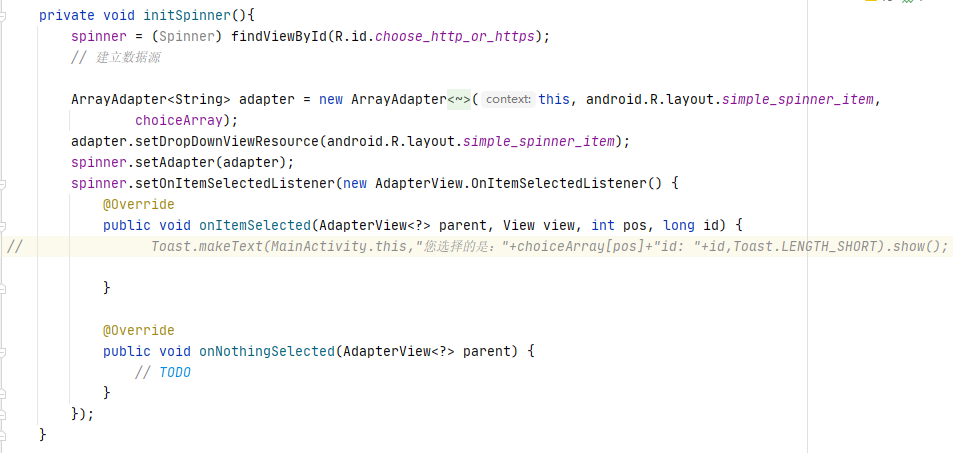 private void initSpinner(){
spinner = (Spinner) findViewById(R.id.choose_http_or_https);
// 建立数据源
ArrayAdapter<String> adapter = new ArrayAdapter<~>( context: this, android.R.layout.simple_spinner_item,
choiceArray);
adapter.setDropDownViewResource(android.R.layout.simple_spinner_item);
spinner.setAdapter(adapter);
spinner.setOnItemSelectedListener(new AdapterView.OnItemSelectedListener() {
@Override
public void onItemSelected(AdapterView<?> parent, View view, int pos, long id) {
// Toast.makeText(MainActivity.this,"您选择的是: "+choiceArray[pos]+"id: "+id,Toast.LENGTH_SHORT).show();
}
@Override
public void onNothingSelected(AdapterView<?> parent) {
// TODO
}
});
}